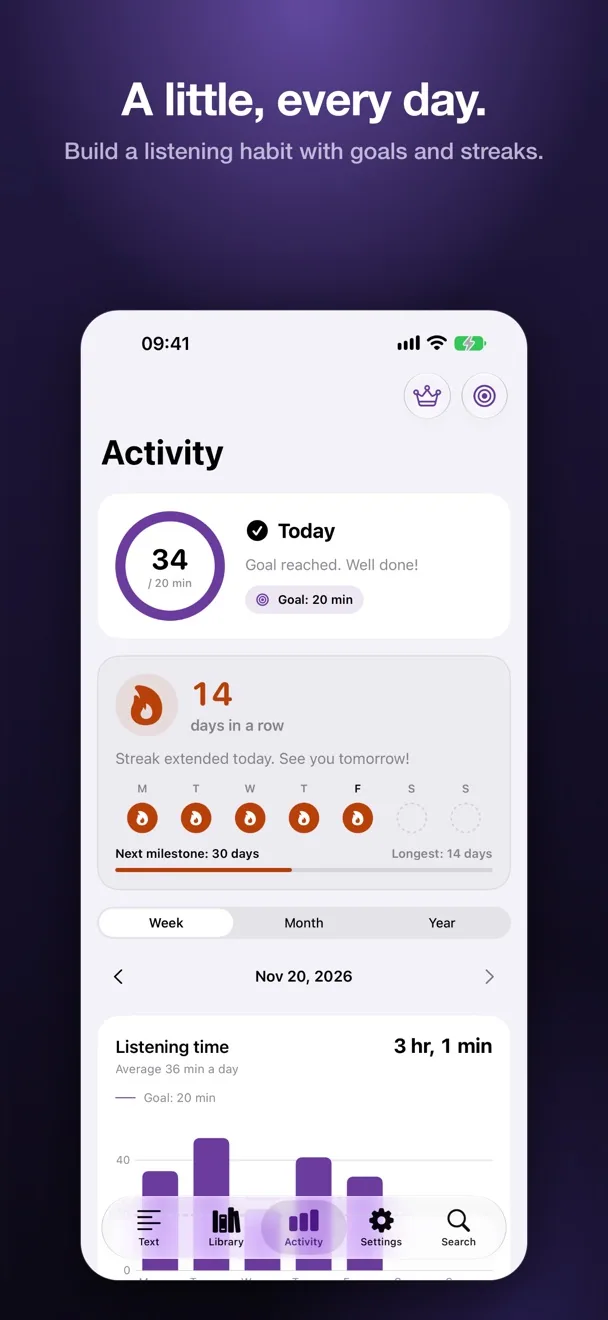 A little, every day.
Build a listening habit with goals and streaks.
09:41
Activity
34
/ 20 min
Today
Goal reached. Well done!
Goal: 20 min
14
days in a row
Streak extended today. See you tomorrow!
M T W T F S S
Next milestone: 30 days Longest: 14 days
Week Month Year
Nov 20, 2026
Listening time 3 hr, 1 min
Average 36 min a day
Goal: 20 min
40
Text Library Activity Settings Search
0